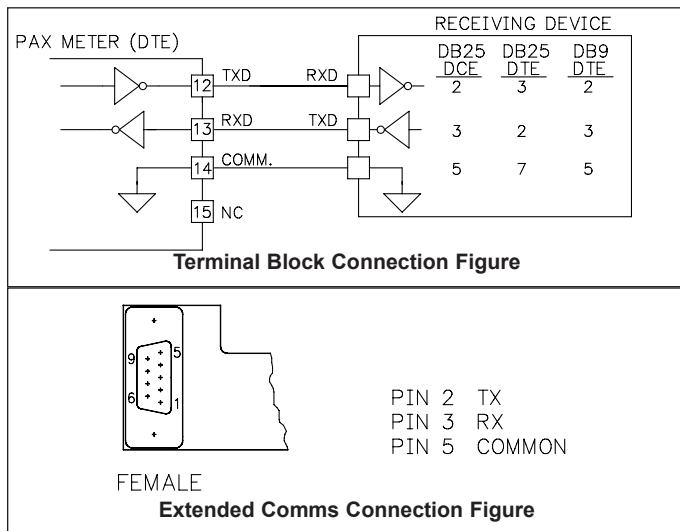 RECEIVING DEVICE
PAX METER (DTE)
DB25 DB25 DB9
DCE DTE DTE
12 TXD RXD 2 3 2
13 RXD TXD 3 2 3
14 COMM. 5 7 5
15 NC
Terminal Block Connection Figure
9 5
6 1
PIN 2 TX
PIN 3 RX
PIN 5 COMMON
FEMALE
Extended Comms Connection Figure